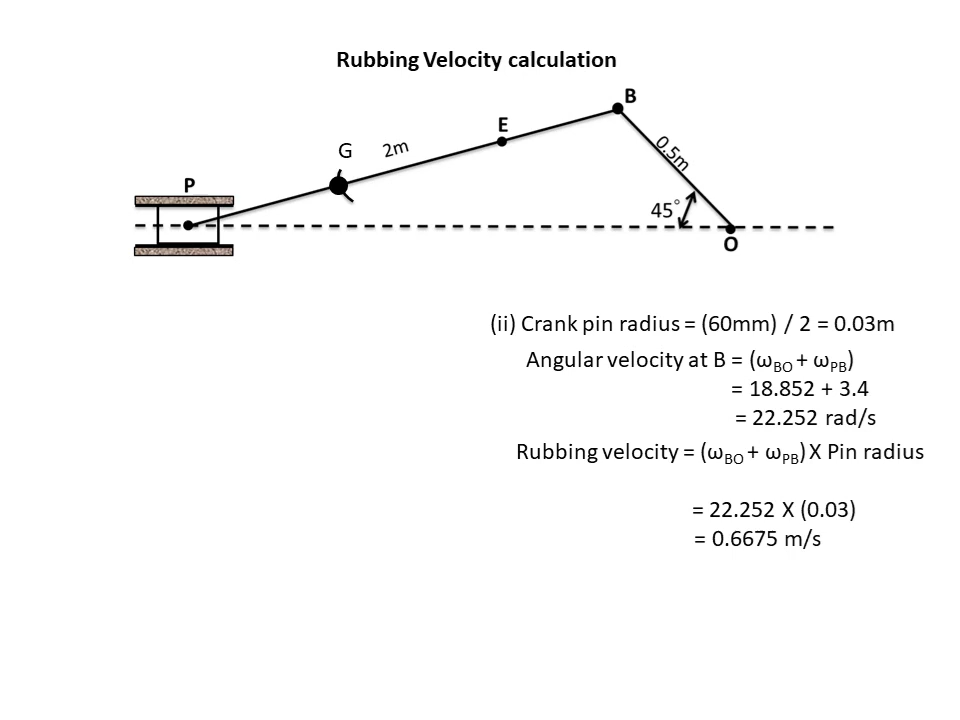 Rubbing Velocity calculation
B
E
0.5m
G
2m
P
45°
O
(ii) Crank pin radius = (60mm) / 2 = 0.03m
Angular velocity at B = (ωBO + ωPB)
= 18.852 + 3.4
= 22.252 rad/s
Rubbing velocity = (ωBO + ωPB) X Pin radius
= 22.252 X (0.03)
= 0.6675 m/s